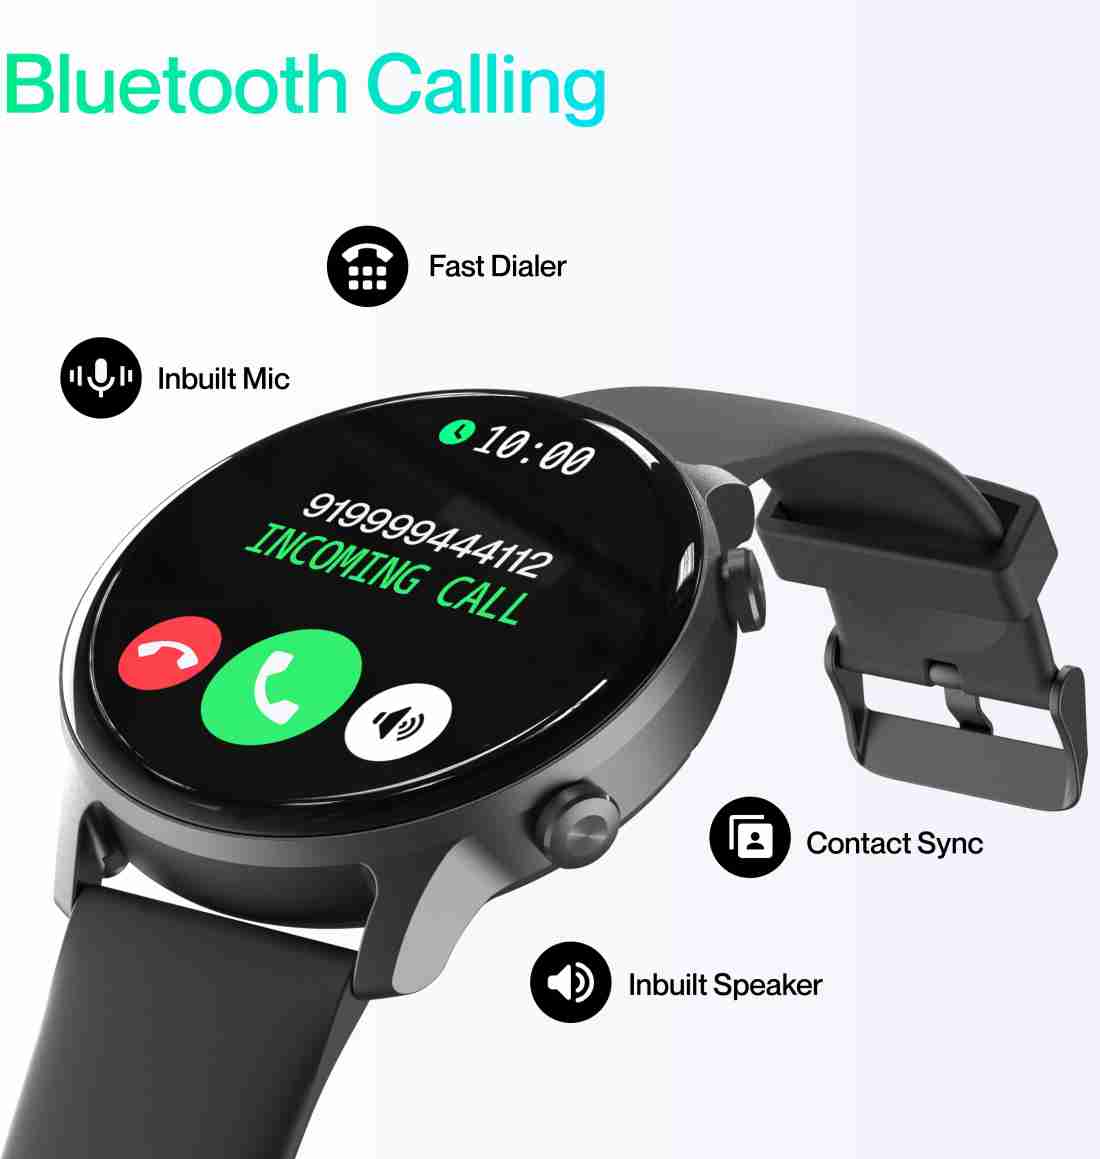 Bluetooth Calling
Fast Dialer
Inbuilt Mic
10:00
919999444112
INCOMING CALL
Contact Sync
Inbuilt Speaker